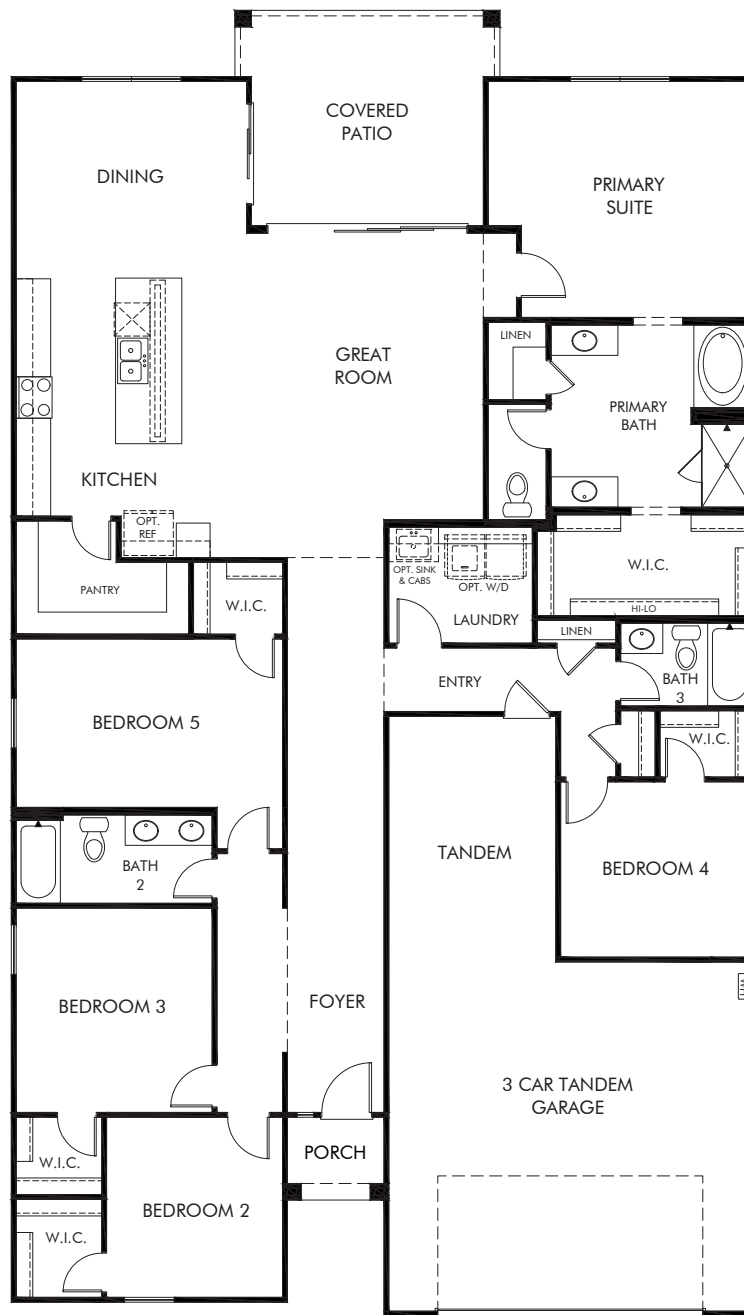 COVERED
PATIO
DINING
PRIMARY
SUITE
LINEN
GREAT
ROOM
PRIMARY
BATH
KITCHEN
OPT.
REF
PANTRY
W.I.C.
OPT. SINK
& CABS
OPT. W/D
LAUNDRY
W.I.C.
HI-LO
LINEN
ENTRY
BATH
3
BEDROOM 5
W.I.C.
TANDEM
BATH
2
BEDROOM 4
BEDROOM 3
FOYER
3 CAR TANDEM
GARAGE
PORCH
W.I.C.
BEDROOM 2
W.I.C.